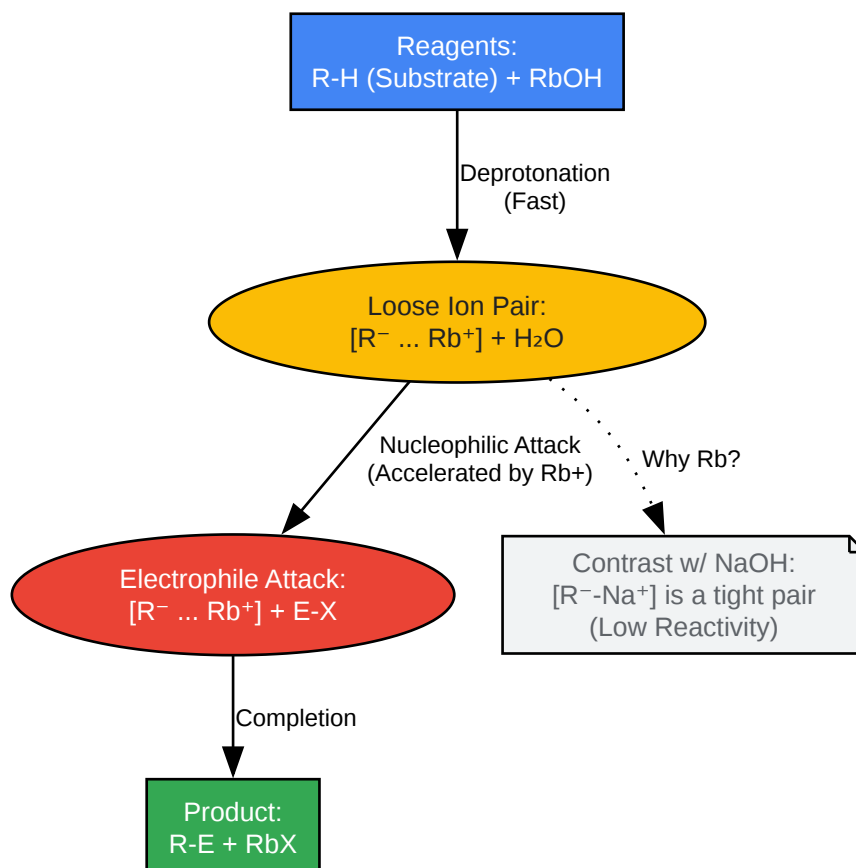 Reagents:
R-H (Substrate) + RbOH
Deprotonation
(Fast)
Loose Ion Pair:
[R⁻ ... Rb⁺] + H₂O
Nucleophilic Attack
(Accelerated by Rb+)
Why Rb?
Electrophile Attack:
[R⁻ ... Rb⁺] + E-X
Contrast w/ NaOH:
[R⁻-Na⁺] is a tight pair
(Low Reactivity)
Completion
Product:
R-E + RbX